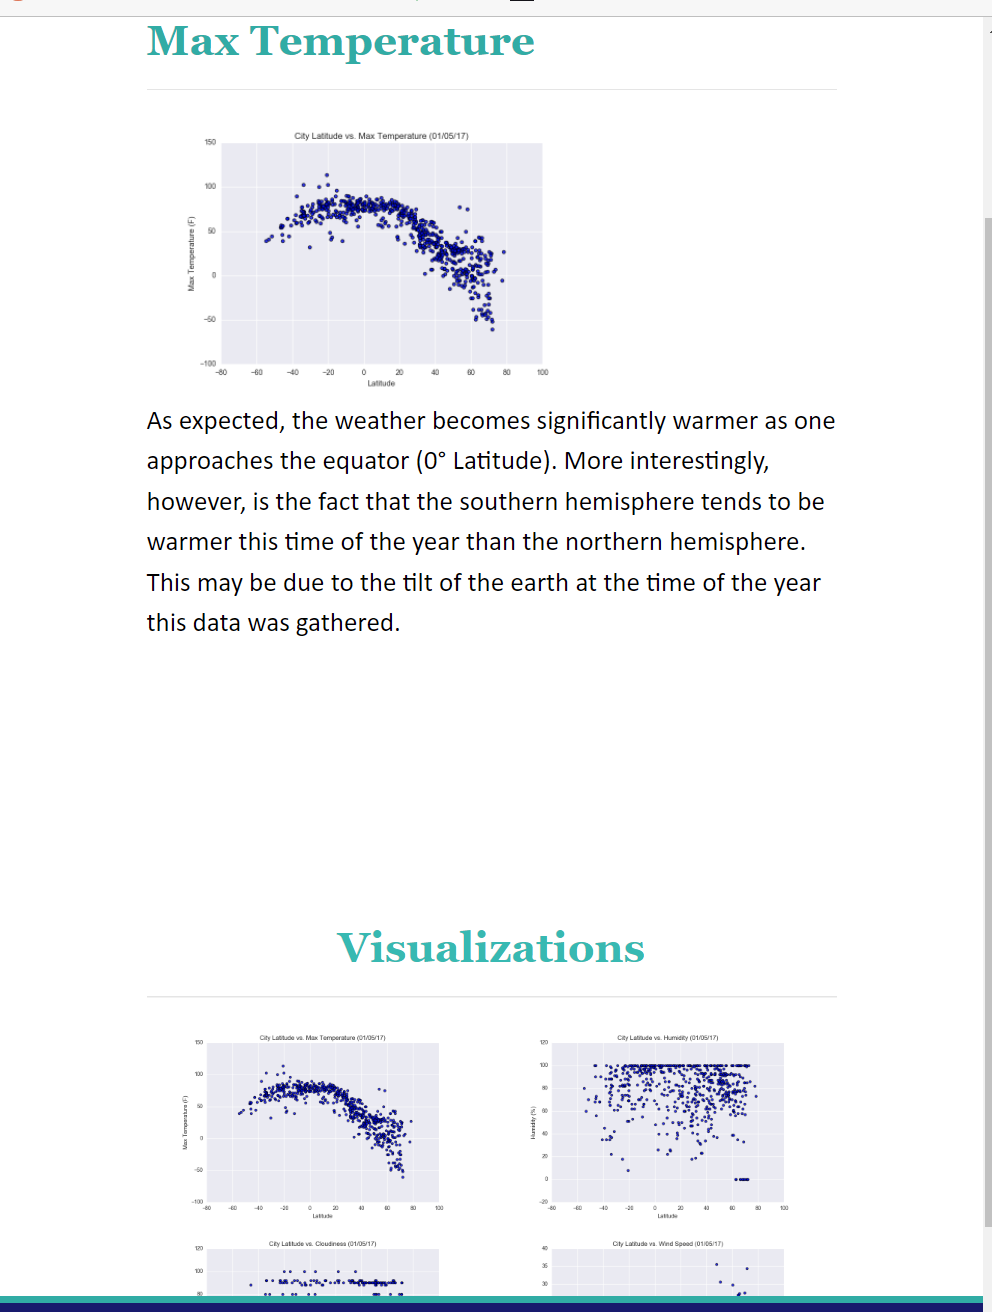 Max Temperature
City Latitude vs. Max Temperature (01/05/17)
150
100
50
0
−50
−100
Max Temperature (F)
−80 −60 −40 −20 0 20 40 60 80 100
Latitude
As expected, the weather becomes significantly warmer as one
approaches the equator (0° Latitude). More interestingly,
however, is the fact that the southern hemisphere tends to be
warmer this time of the year than the northern hemisphere.
This may be due to the tilt of the earth at the time of the year
this data was gathered.
Visualizations
City Latitude vs. Max Temperature (01/05/17)
150
100
50
0
−50
−100
Max Temperature (F)
−80 −60 −40 −20 0 20 40 60 80 100
Latitude
City Latitude vs. Humidity (01/05/17)
120
100
80
60
40
20
0
−20
Humidity (%)
−80 −60 −40 −20 0 20 40 60 80 100
Latitude
City Latitude vs. Cloudiness (01/05/17)
120
100
80
City Latitude vs. Wind Speed (01/05/17)
40
35
30